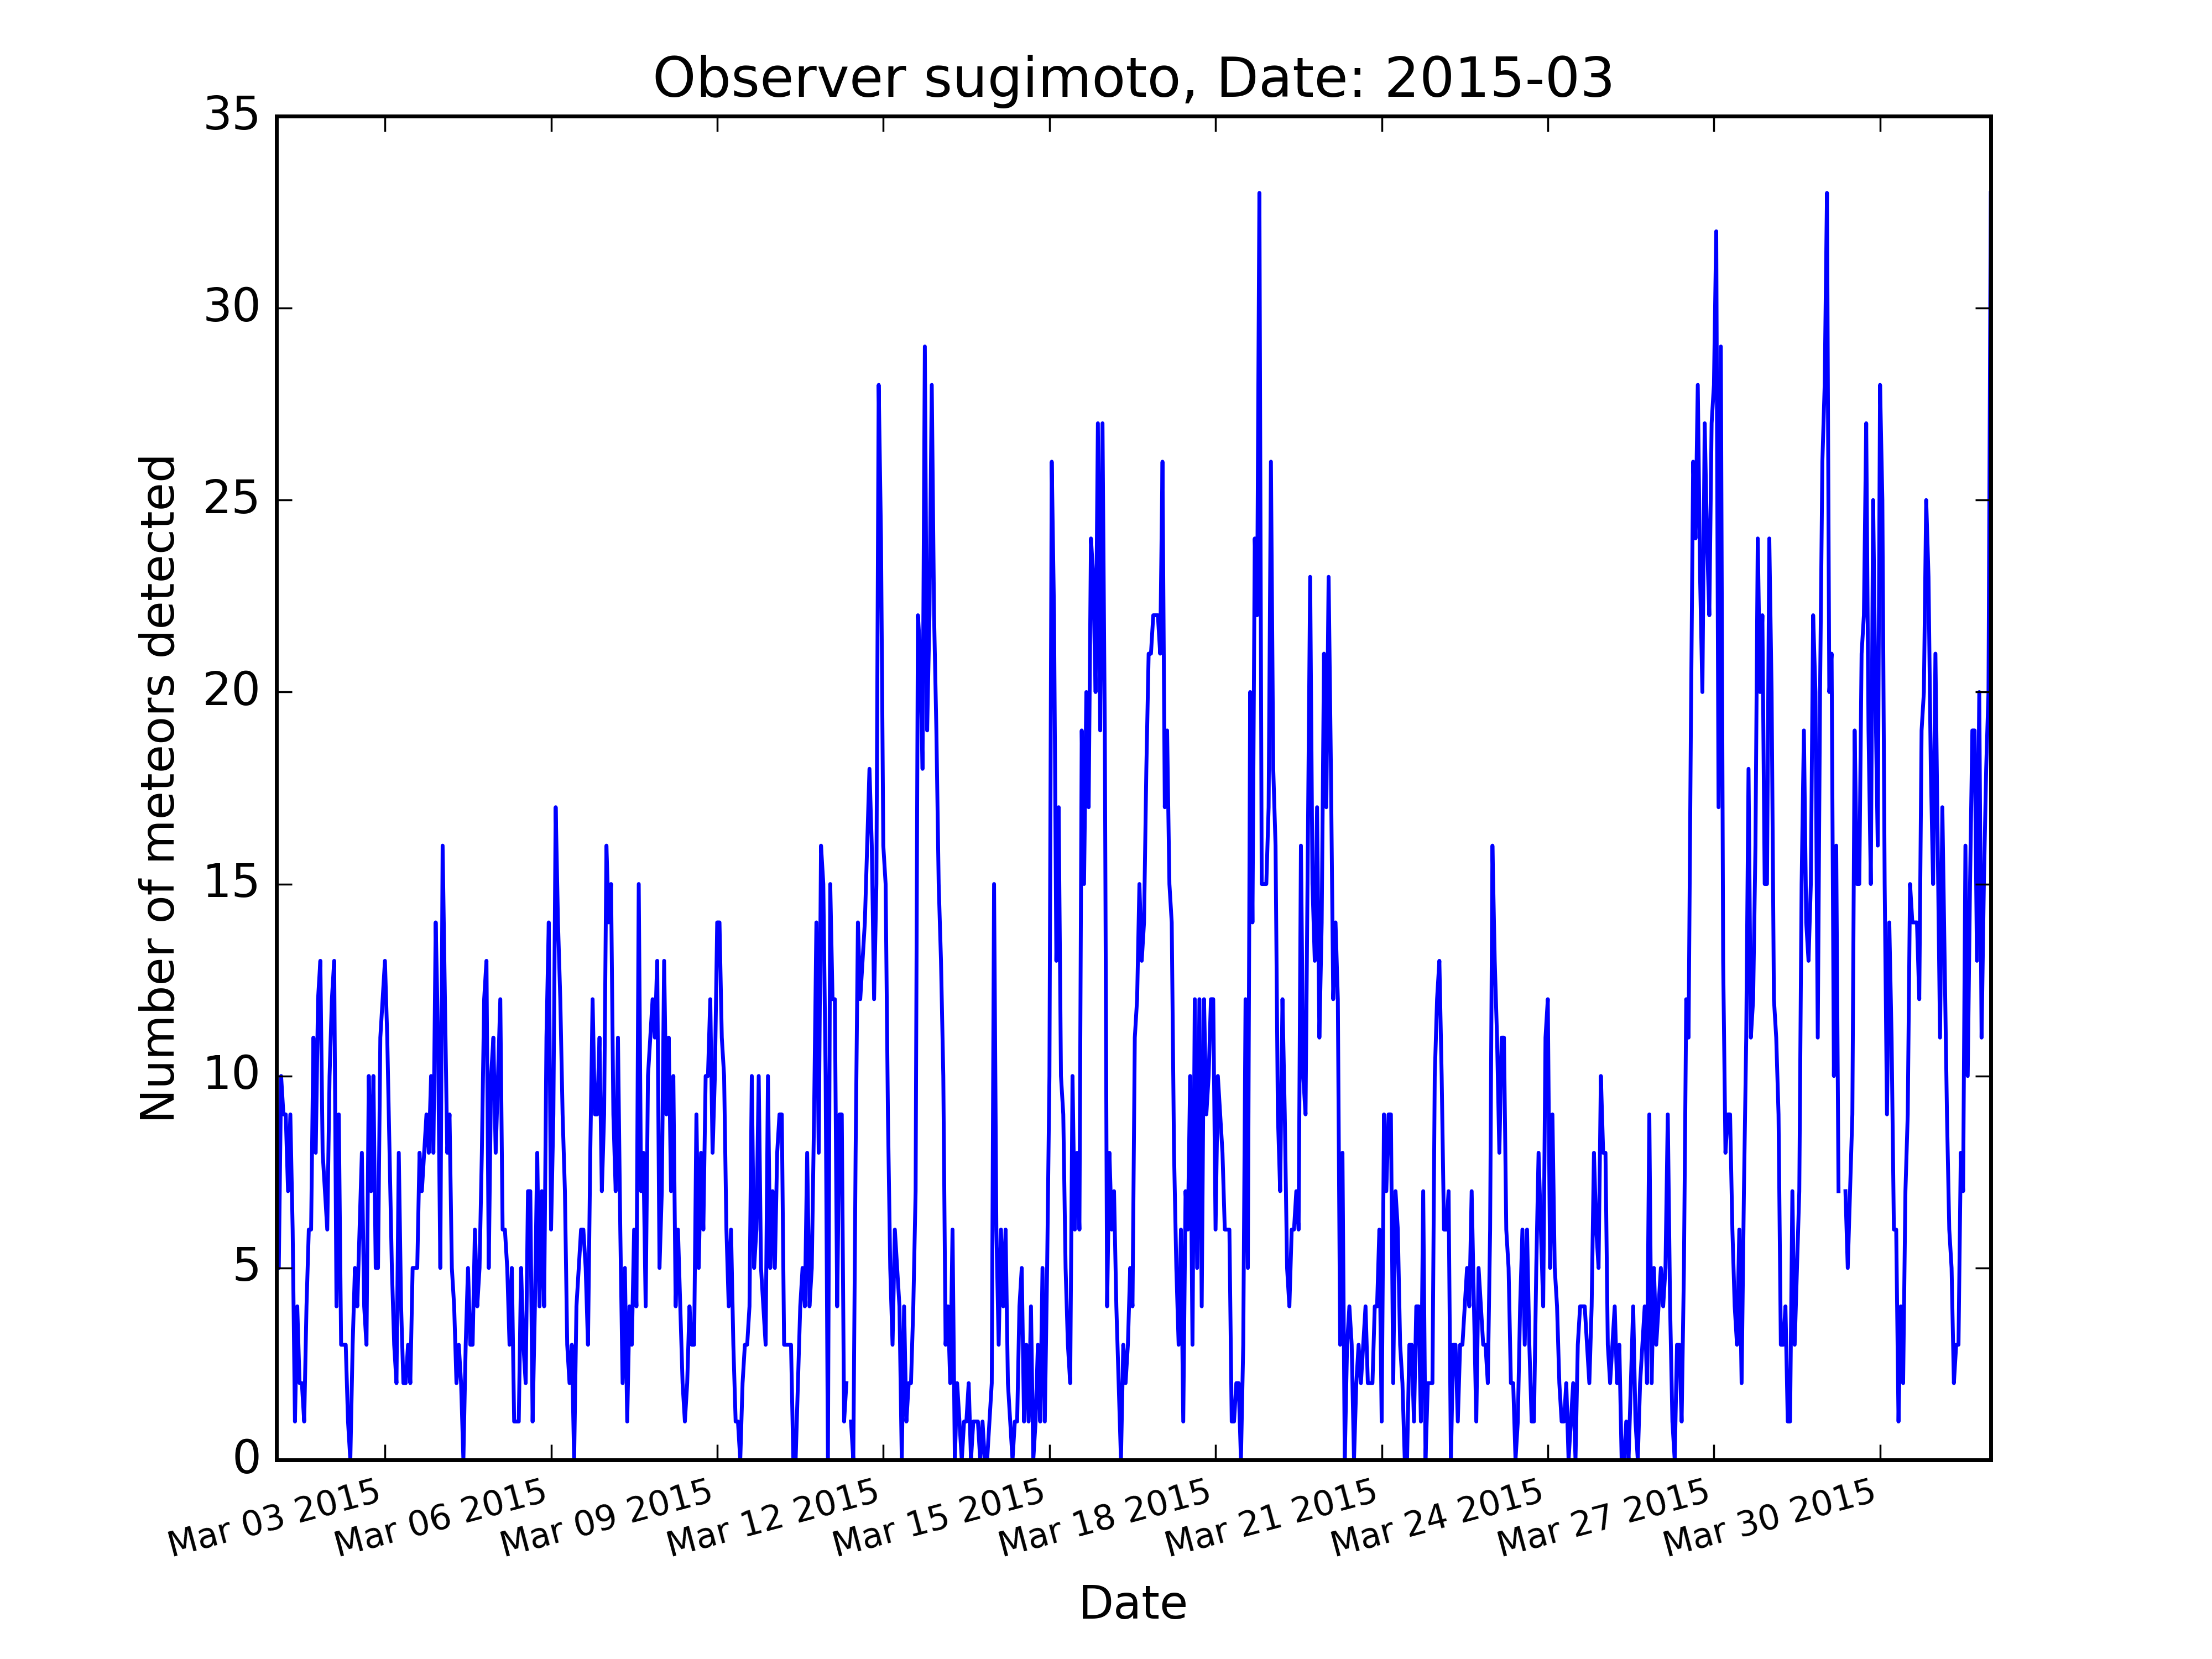 Observer sugimoto, Date: 2015-03
35
30
25
20
15
10
5
0
Number of meteors detected
Mar 03 2015
Mar 06 2015
Mar 09 2015
Mar 12 2015
Mar 15 2015
Mar 18 2015
Mar 21 2015
Mar 24 2015
Mar 27 2015
Mar 30 2015
Date